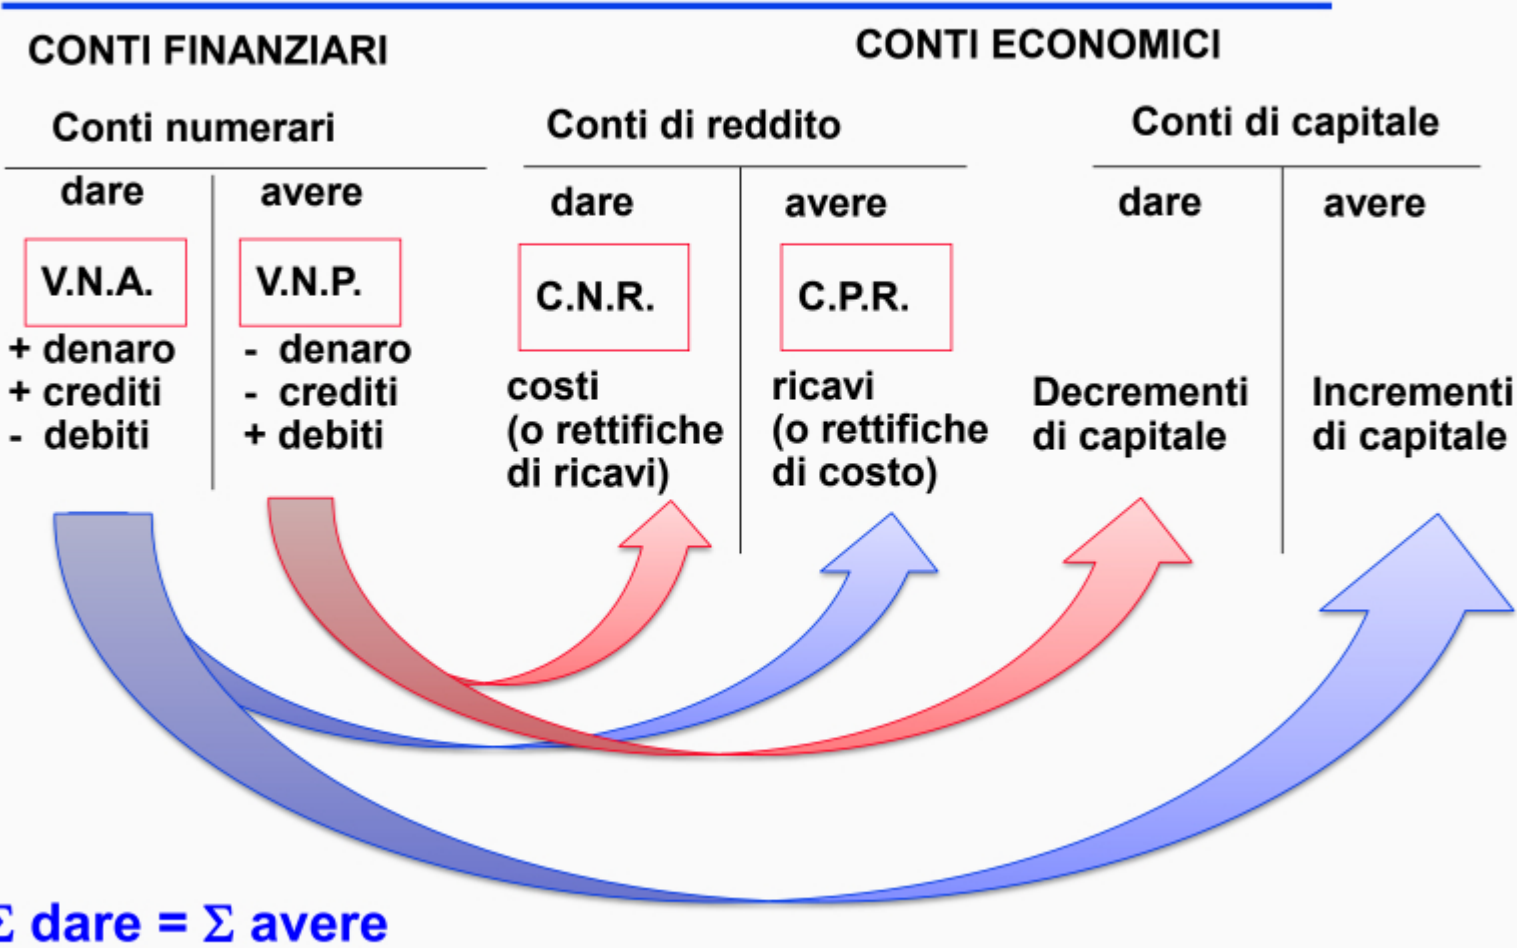 CONTI FINANZIARI
CONTI ECONOMICI
Conti numerari
Conti di reddito
Conti di capitale
dare
avere
dare
avere
dare
avere
V.N.A.
V.N.P.
C.N.R.
C.P.R.
+ denaro
+ crediti
- debiti
- denaro
- crediti
+ debiti
costi
(o rettifiche
di ricavi)
ricavi
(o rettifiche
di costo)
Decrementi
di capitale
Incrementi
di capitale
Σ dare = Σ avere